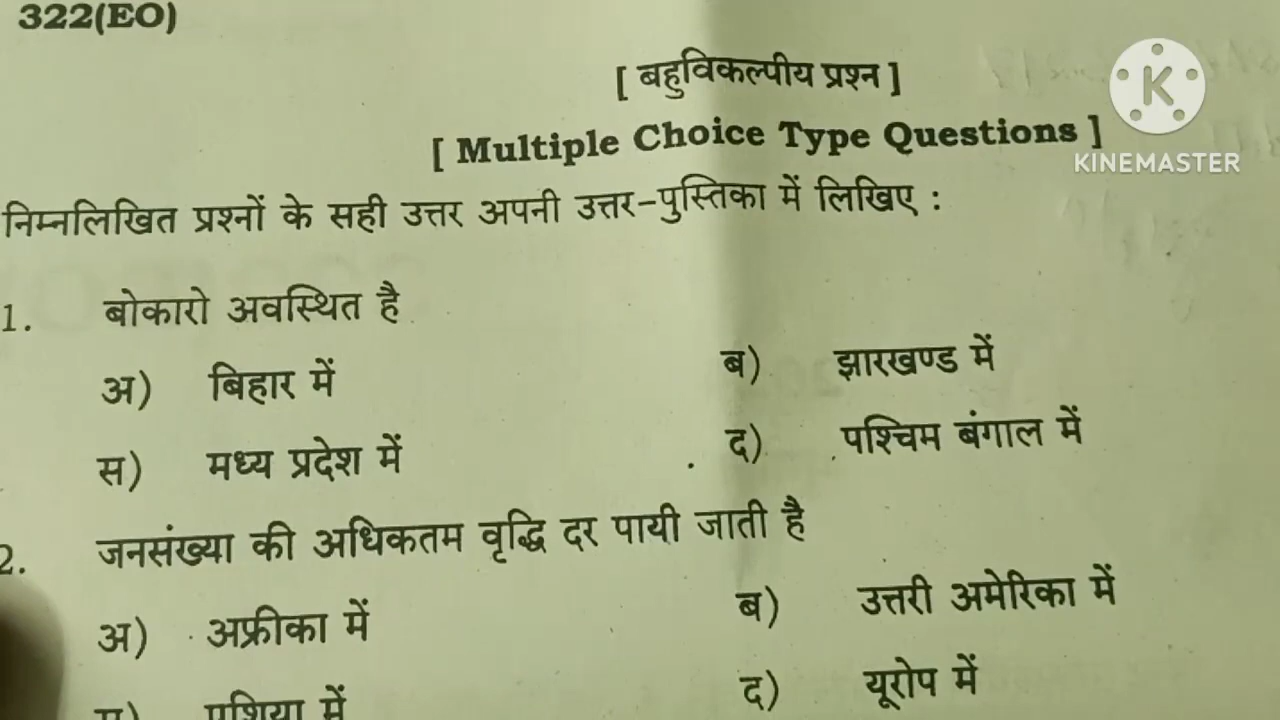 322(EO)
[ बहुविकल्पीय प्रश्न ]
[ Multiple Choice Type Questions ]
KINEMASTER
निम्नलिखित प्रश्नों के सही उत्तर अपनी उत्तर-पुस्तिका में लिखिए :
1. बोकारो अवस्थित है
अ) बिहार में ब) झारखण्ड में
स) मध्य प्रदेश में द) पश्चिम बंगाल में
2. जनसंख्या की अधिकतम वृद्धि दर पायी जाती है
अ) अफ्रीका में ब) उत्तरी अमेरिका में
स) एशिया में द) यूरोप में